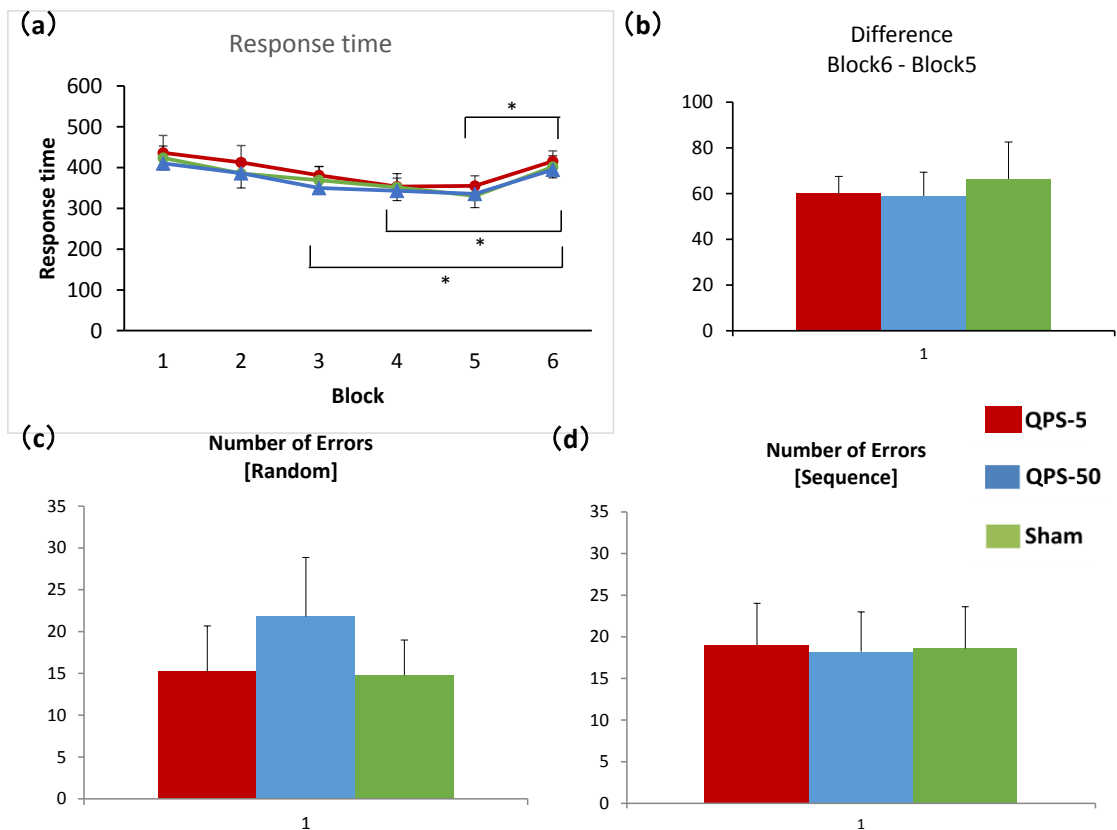 (a)
Response time
600
500
400
300
200
100
0
Response time
*
*
*
1 2 3 4 5 6
Block
(b)
Difference
Block6 - Block5
100
80
60
40
20
0
1
(c)
Number of Errors
[Random]
35
30
25
20
15
10
5
0
1
(d)
Number of Errors
[Sequence]
35
30
25
20
15
10
5
0
1
QPS-5
QPS-50
Sham